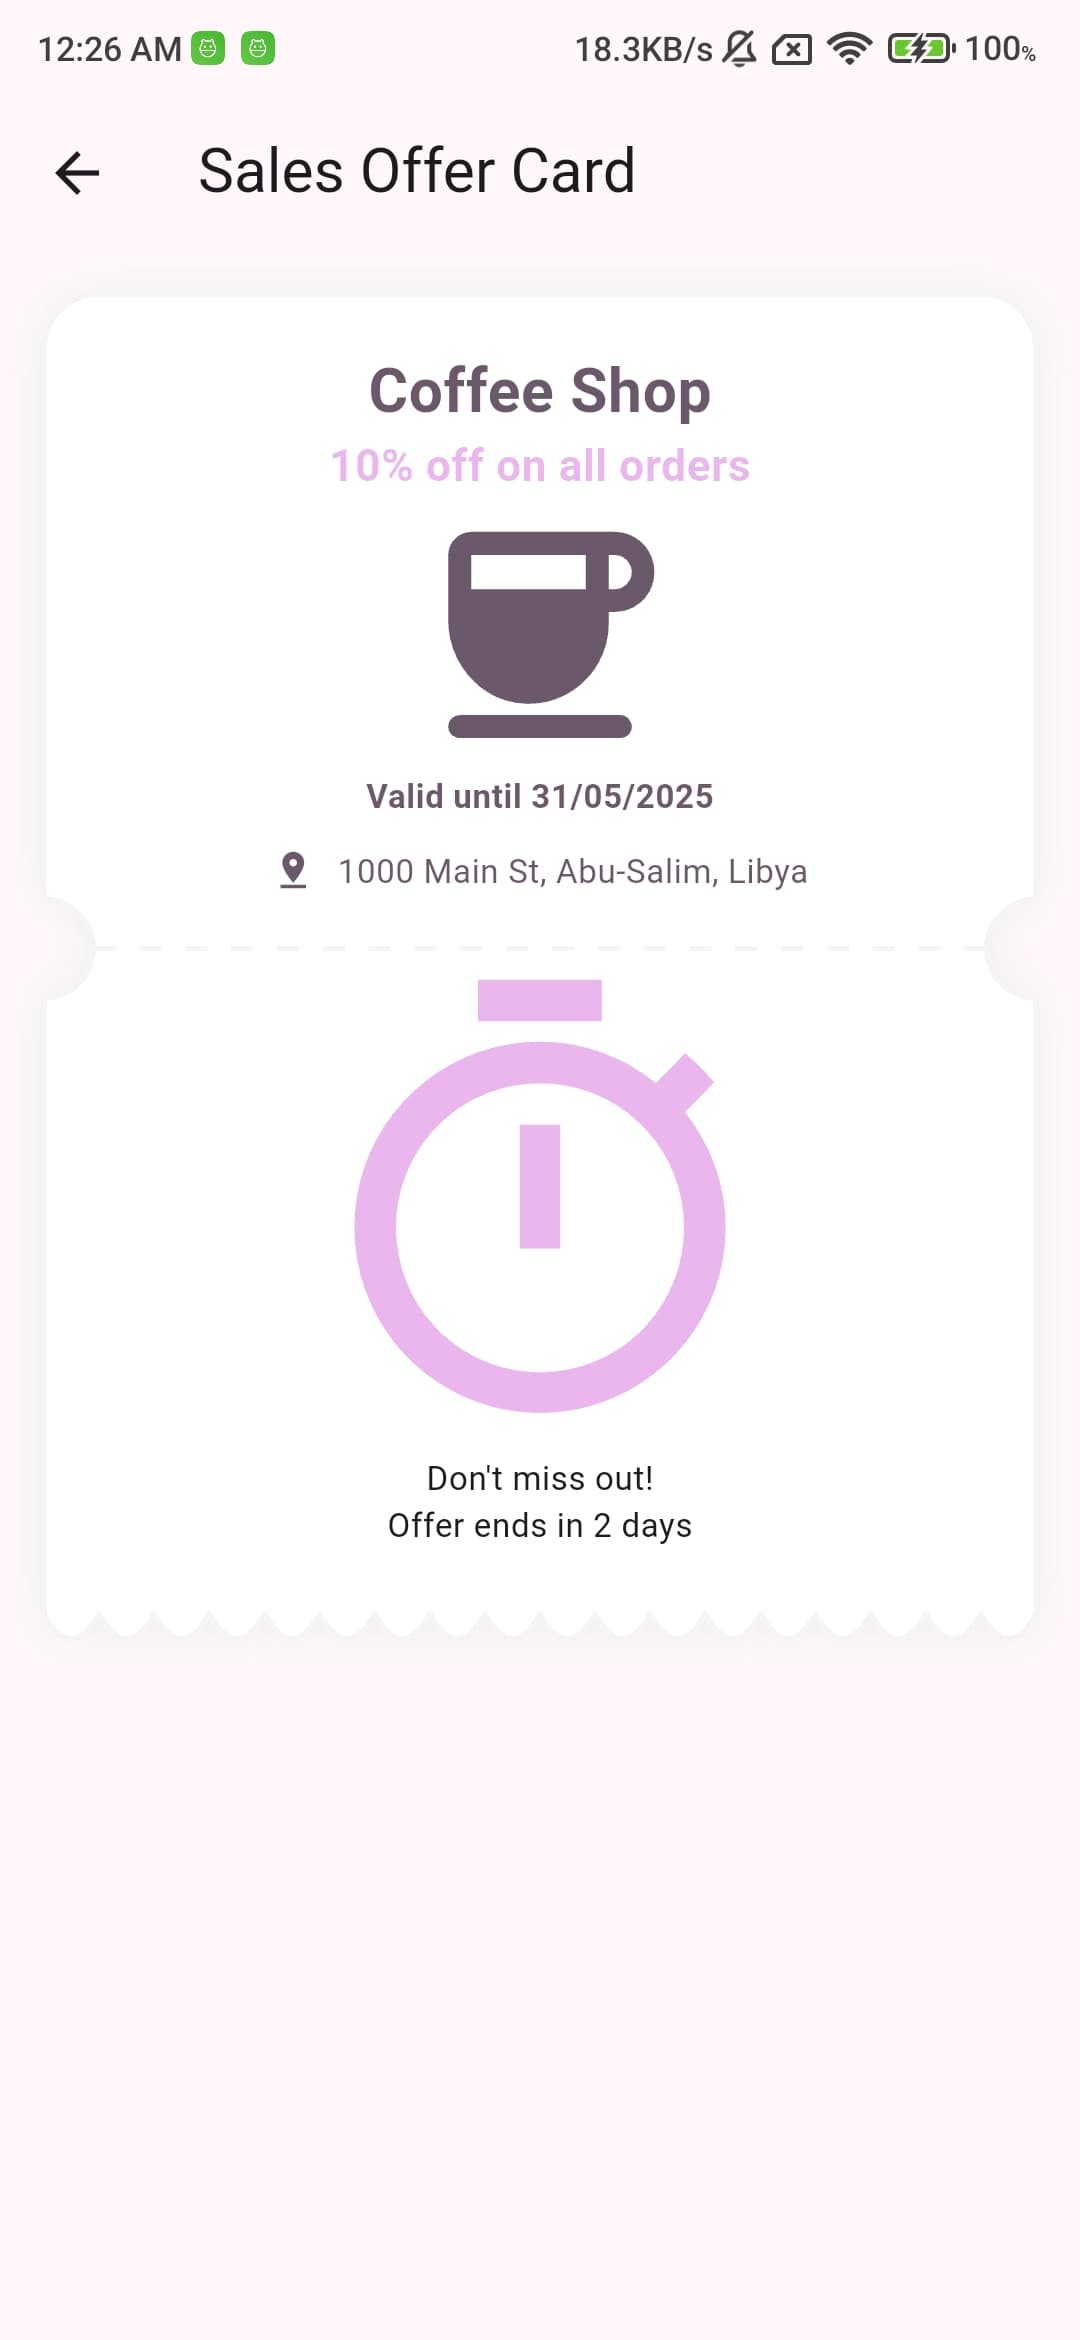 12:26 AM 18.3KB/s 100%
Sales Offer Card
Coffee Shop
10% off on all orders
Valid until 31/05/2025
1000 Main St, Abu-Salim, Libya
Don't miss out!
Offer ends in 2 days